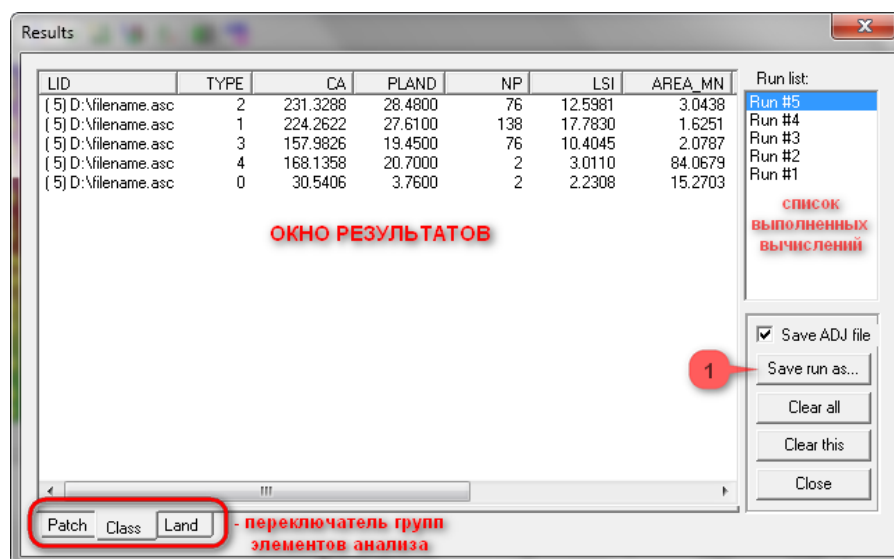 Results
LID TYPE CA PLAND NP LSI AREA_MN
( 5) D:\filename.asc 2 231.3288 28.4800 76 12.5981 3.0438
( 5) D:\filename.asc 1 224.2622 27.6100 138 17.7830 1.6251
( 5) D:\filename.asc 3 157.9826 19.4500 76 10.4045 2.0787
( 5) D:\filename.asc 4 168.1358 20.7000 2 3.0110 84.0679
( 5) D:\filename.asc 0 30.5406 3.7600 2 2.2308 15.2703
ОКНО РЕЗУЛЬТАТОВ
Run list:
Run #5
Run #4
Run #3
Run #2
Run #1
список
выполненных
вычислений
Save ADJ file
1
Save run as...
Clear all
Clear this
Close
Patch Class Land
- переключатель групп
элементов анализа